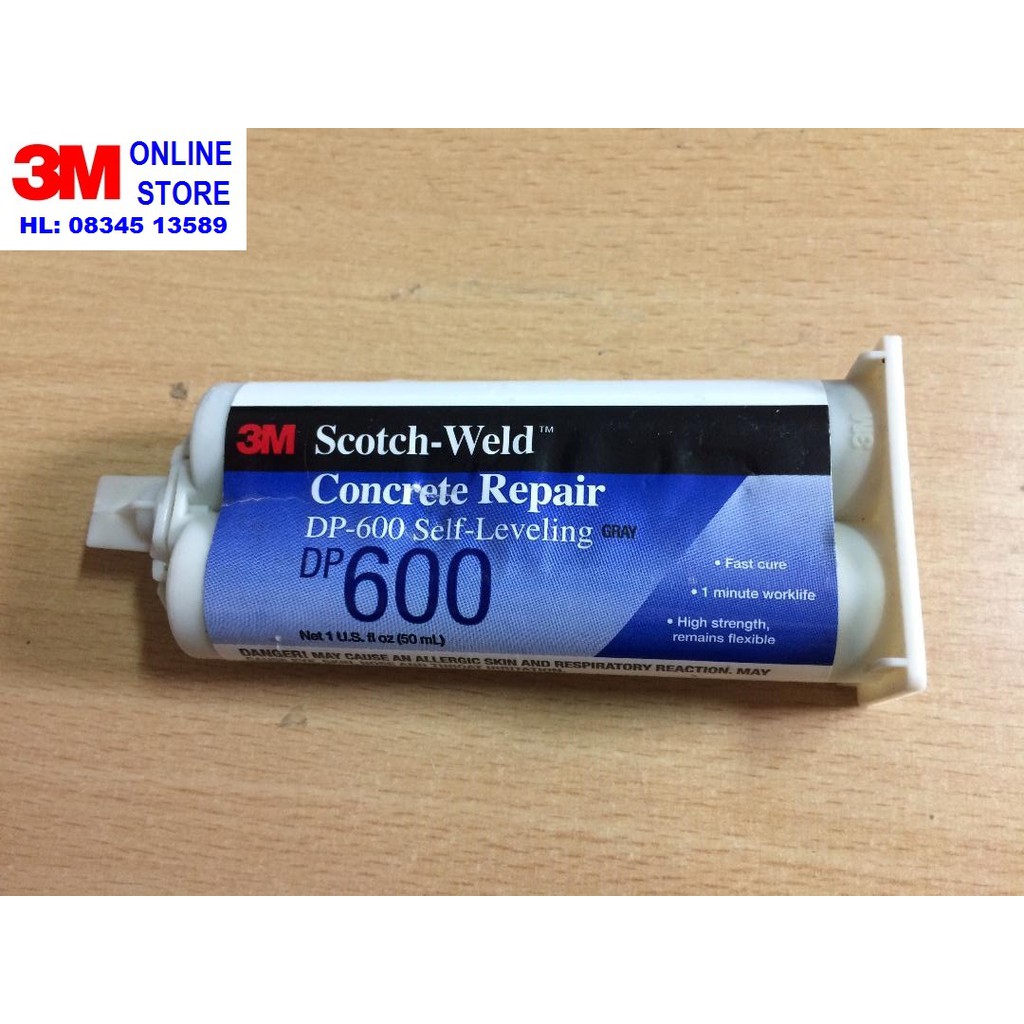 3M ONLINE
STORE
HL: 08345 13589
3M Scotch-Weld™
Concrete Repair
DP-600 Self-Leveling GRAY
DP600
Net 1 U.S. fl oz (50 mL)
• Fast cure
• 1 minute worklife
• High strength,
remains flexible
DANGER! MAY CAUSE AN ALLERGIC SKIN AND RESPIRATORY REACTION. MAY
3M